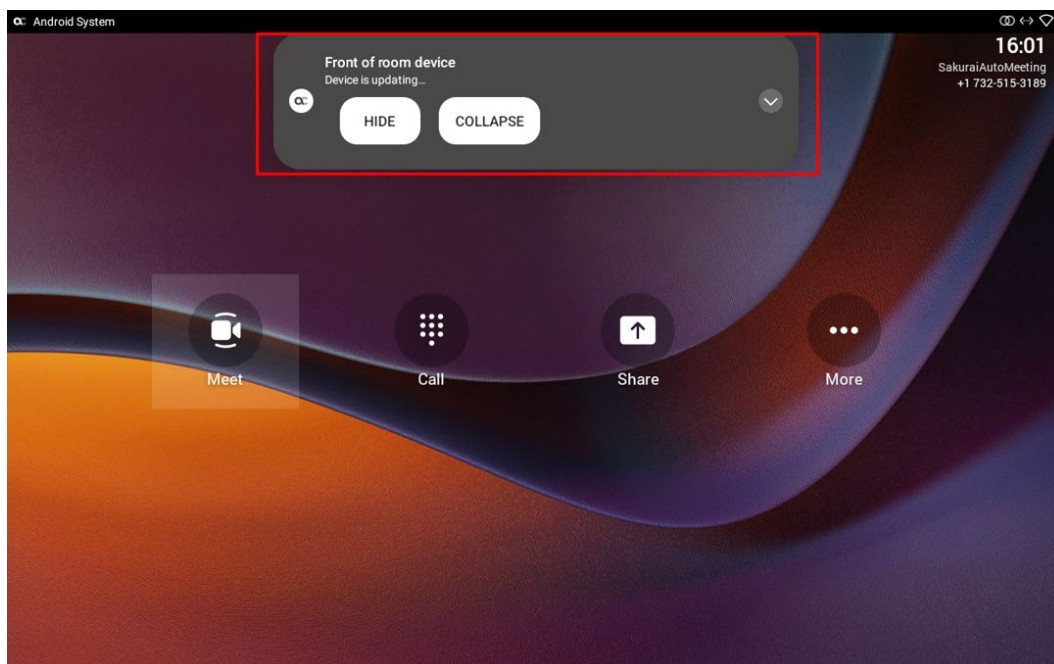 Android System
16:01
SakuraiAutoMeeting
+1 732-515-3189
Front of room device
Device is updating...
HIDE COLLAPSE
Meet Call Share More